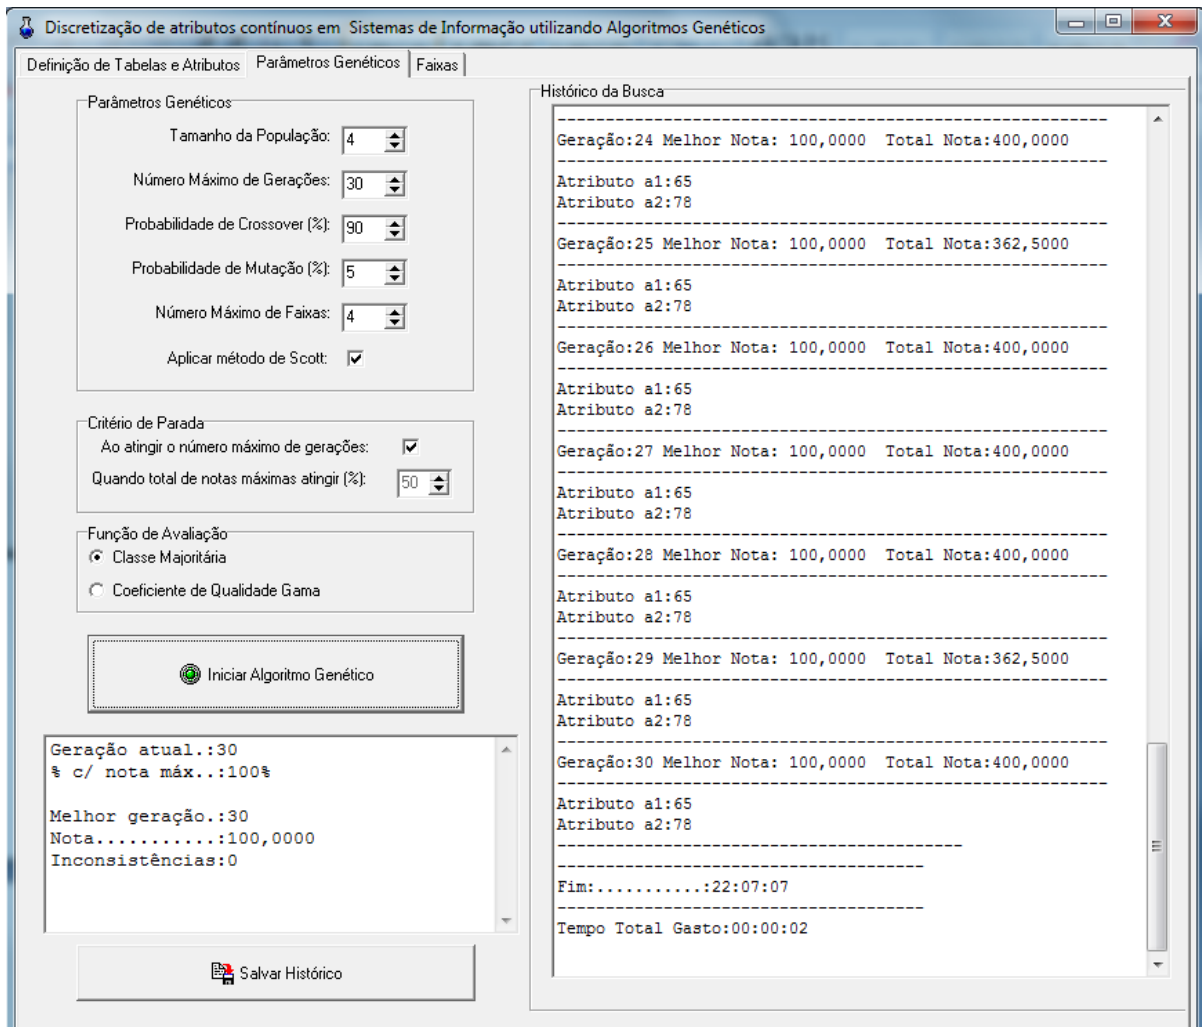 Discretização de atributos contínuos em Sistemas de Informação utilizando Algoritmos Genéticos
Definição de Tabelas e Atributos Parâmetros Genéticos Faixas
Parâmetros Genéticos
Tamanho da População: 4
Número Máximo de Gerações: 30
Probabilidade de Crossover (%): 90
Probabilidade de Mutação (%): 5
Número Máximo de Faixas: 4
Aplicar método de Scott:
Critério de Parada
Ao atingir o número máximo de gerações:
Quando total de notas máximas atingir (%): 50
Função de Avaliação
Classe Majoritária
Coeficiente de Qualidade Gama
Iniciar Algoritmo Genético
Geração atual.:30
% c/ nota máx..:100%
Melhor geração.:30
Nota...........:100,0000
Inconsistências:0
Salvar Histórico
Histórico da Busca
-------------------------------------------------------------
Geração:24 Melhor Nota: 100,0000  Total Nota:400,0000
-------------------------------------------------------------
Atributo a1:65
Atributo a2:78
-------------------------------------------------------------
Geração:25 Melhor Nota: 100,0000  Total Nota:362,5000
-------------------------------------------------------------
Atributo a1:65
Atributo a2:78
-------------------------------------------------------------
Geração:26 Melhor Nota: 100,0000  Total Nota:400,0000
-------------------------------------------------------------
Atributo a1:65
Atributo a2:78
-------------------------------------------------------------
Geração:27 Melhor Nota: 100,0000  Total Nota:400,0000
-------------------------------------------------------------
Atributo a1:65
Atributo a2:78
-------------------------------------------------------------
Geração:28 Melhor Nota: 100,0000  Total Nota:400,0000
-------------------------------------------------------------
Atributo a1:65
Atributo a2:78
-------------------------------------------------------------
Geração:29 Melhor Nota: 100,0000  Total Nota:362,5000
-------------------------------------------------------------
Atributo a1:65
Atributo a2:78
-------------------------------------------------------------
Geração:30 Melhor Nota: 100,0000  Total Nota:400,0000
-------------------------------------------------------------
Atributo a1:65
Atributo a2:78
---------------------------------------------
-----------------------------------------
Fim:...........:22:07:07
-----------------------------------------
Tempo Total Gasto:00:00:02